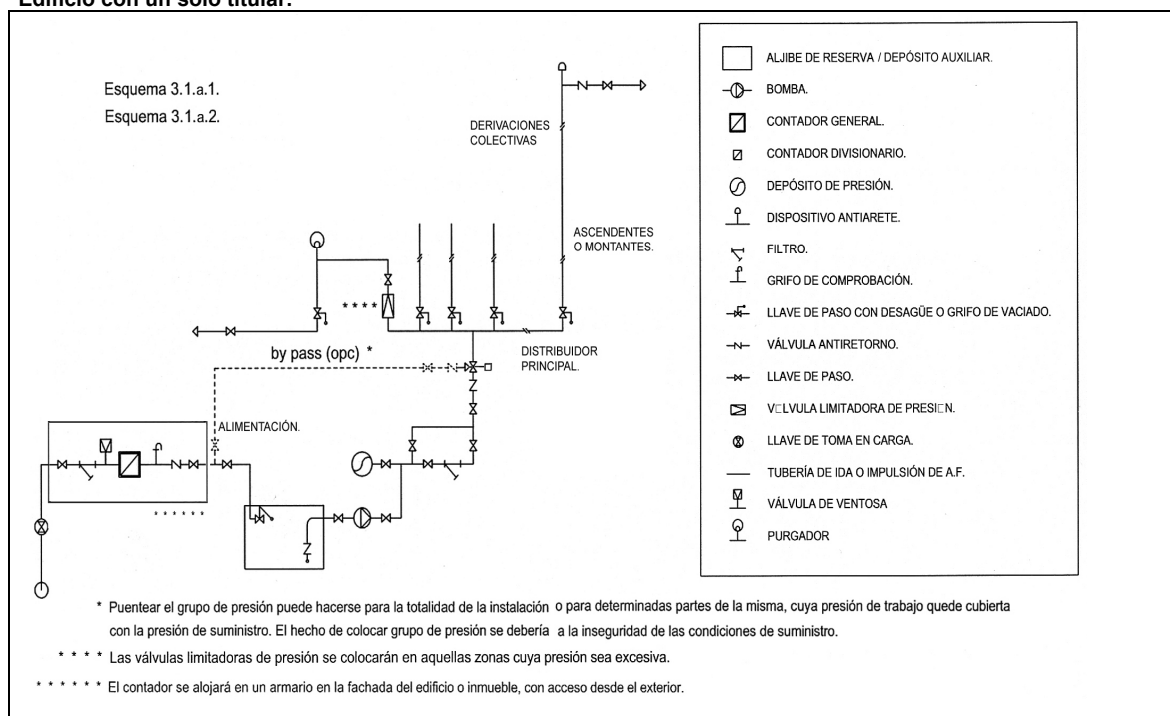 Edificio con un solo titular.
Esquema 3.1.a.1.
Esquema 3.1.a.2.
DERIVACIONES
COLECTIVAS
ASCENDENTES
O MONTANTES.
* * * *
by pass (opc) *
DISTRIBUIDOR
PRINCIPAL.
ALIMENTACIÓN.
* * * * * *
ALJIBE DE RESERVA / DEPÓSITO AUXILIAR.
BOMBA.
CONTADOR GENERAL.
CONTADOR DIVISIONARIO.
DEPÓSITO DE PRESIÓN.
DISPOSITIVO ANTIARETE.
FILTRO.
GRIFO DE COMPROBACIÓN.
LLAVE DE PASO CON DESAGÜE O GRIFO DE VACIADO.
VÁLVULA ANTIRETORNO.
LLAVE DE PASO.
V□LVULA LIMITADORA DE PRESI□N.
LLAVE DE TOMA EN CARGA.
TUBERÍA DE IDA O IMPULSIÓN DE A.F.
VÁLVULA DE VENTOSA
PURGADOR
* Puentear el grupo de presión puede hacerse para la totalidad de la instalación o para determinadas partes de la misma, cuya presión de trabajo quede cubierta
con la presión de suministro. El hecho de colocar grupo de presión se debería a la inseguridad de las condiciones de suministro.
* * * * Las válvulas limitadoras de presión se colocarán en aquellas zonas cuya presión sea excesiva.
* * * * * * El contador se alojará en un armario en la fachada del edificio o inmueble, con acceso desde el exterior.